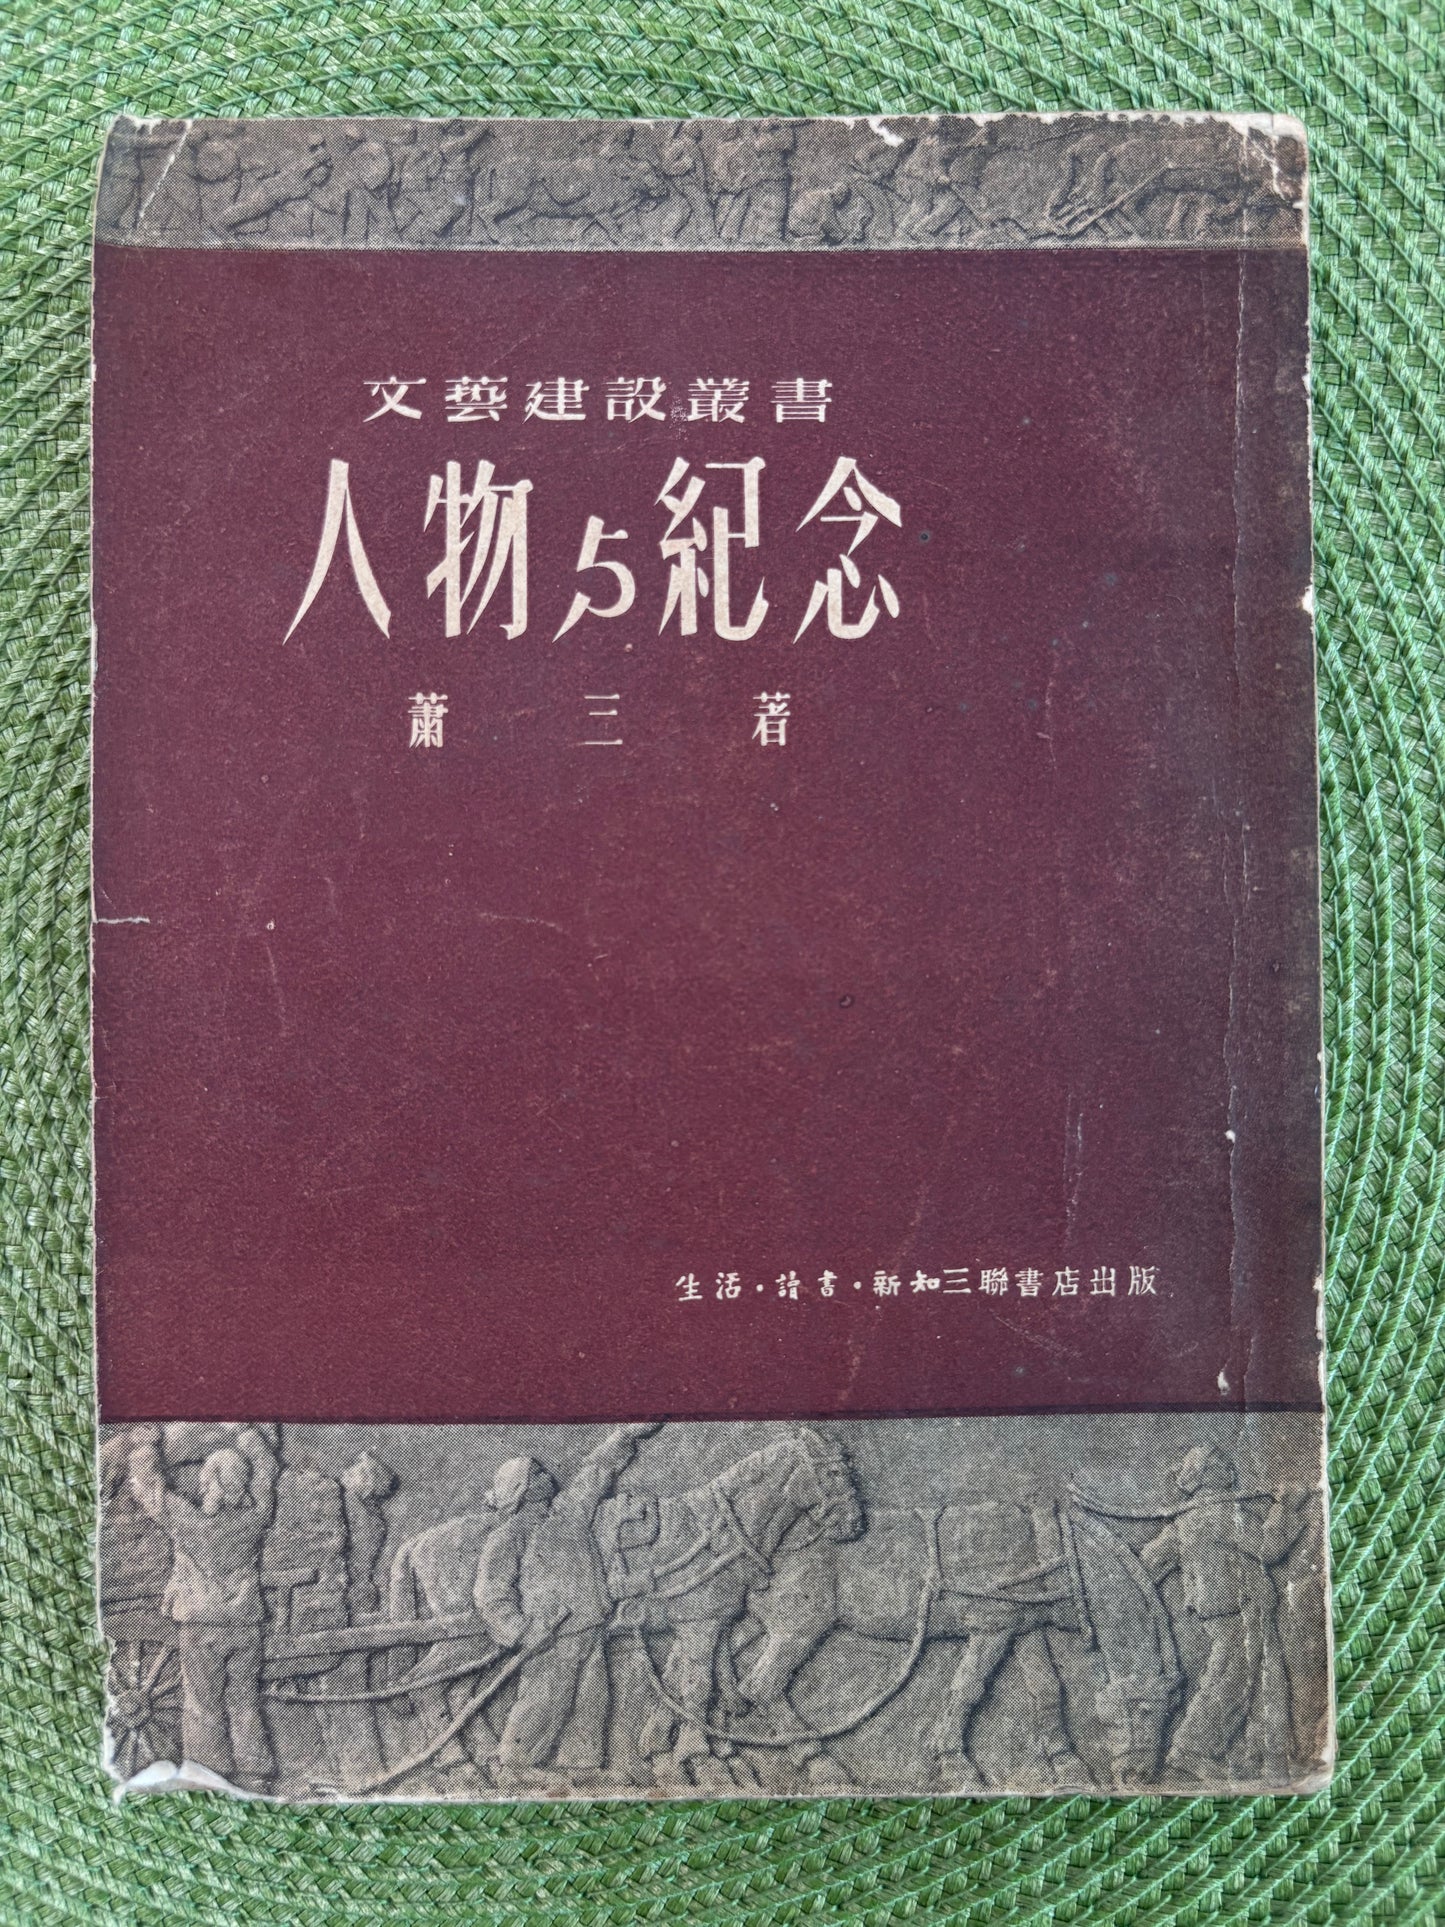 文藝建設叢書
人物与紀念
蕭三著
生活·讀書·新知三聯書店出版